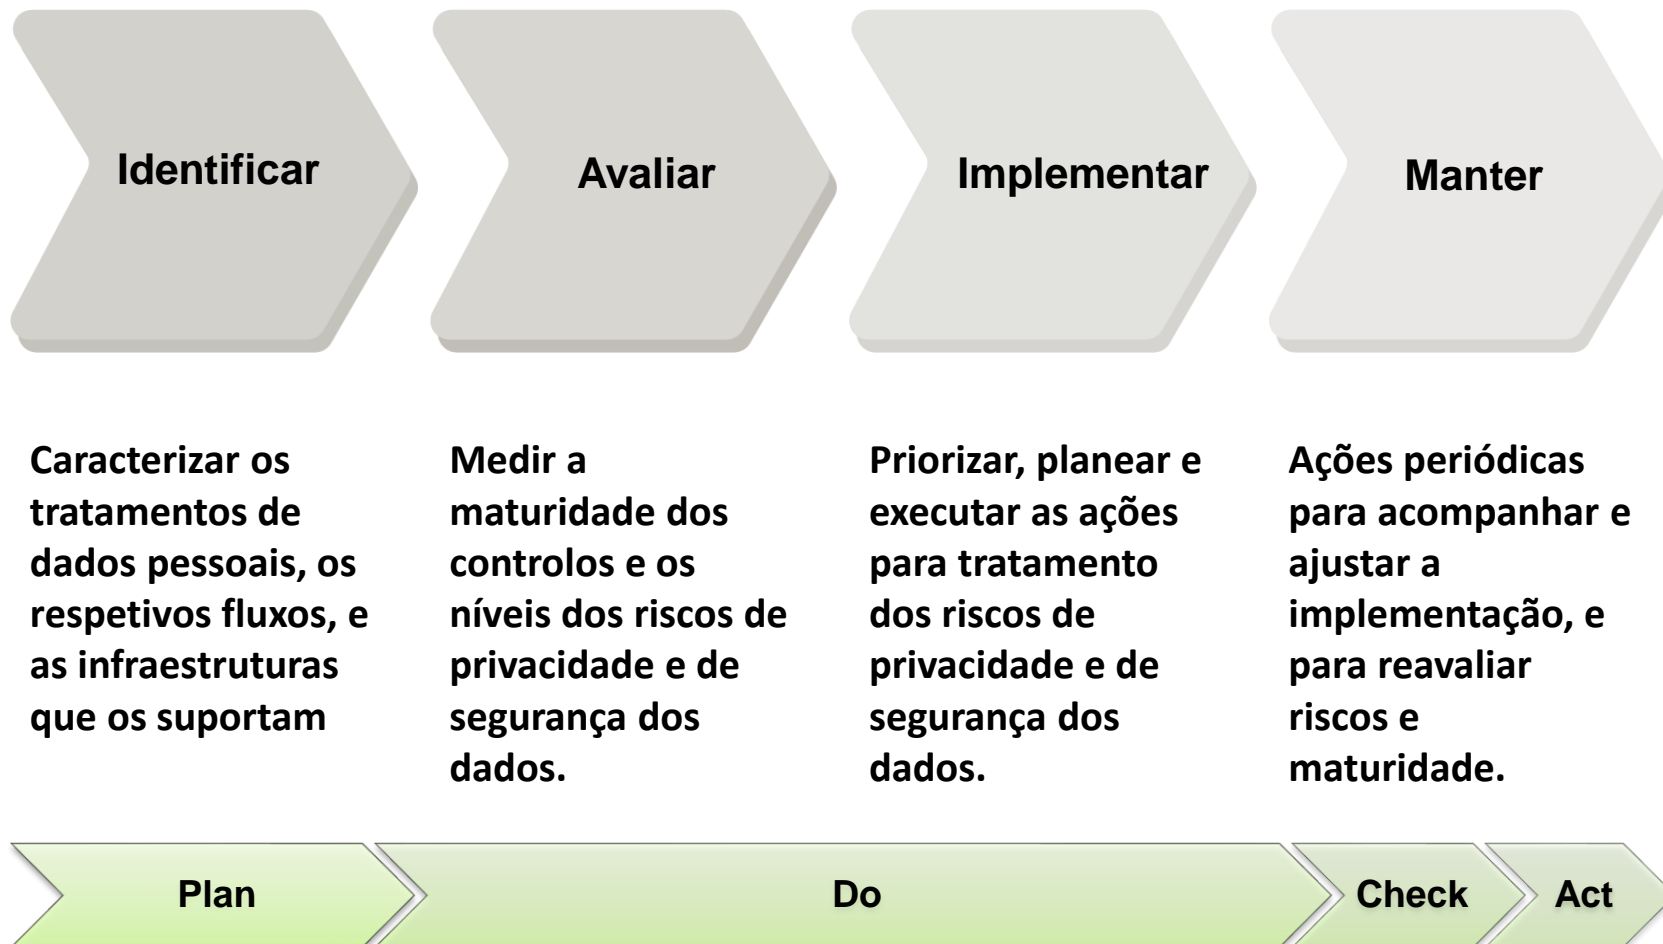 Identificar
Avaliar
Implementar
Manter
Caracterizar os
tratamentos de
dados pessoais, os
respetivos fluxos, e
as infraestruturas
que os suportam
Medir a
maturidade dos
controlos e os
níveis dos riscos de
privacidade e de
segurança dos
dados.
Priorizar, planear e
executar as ações
para tratamento
dos riscos de
privacidade e de
segurança dos
dados.
Ações periódicas
para acompanhar e
ajustar a
implementação, e
para reavaliar
riscos e
maturidade.
Plan
Do
Check
Act